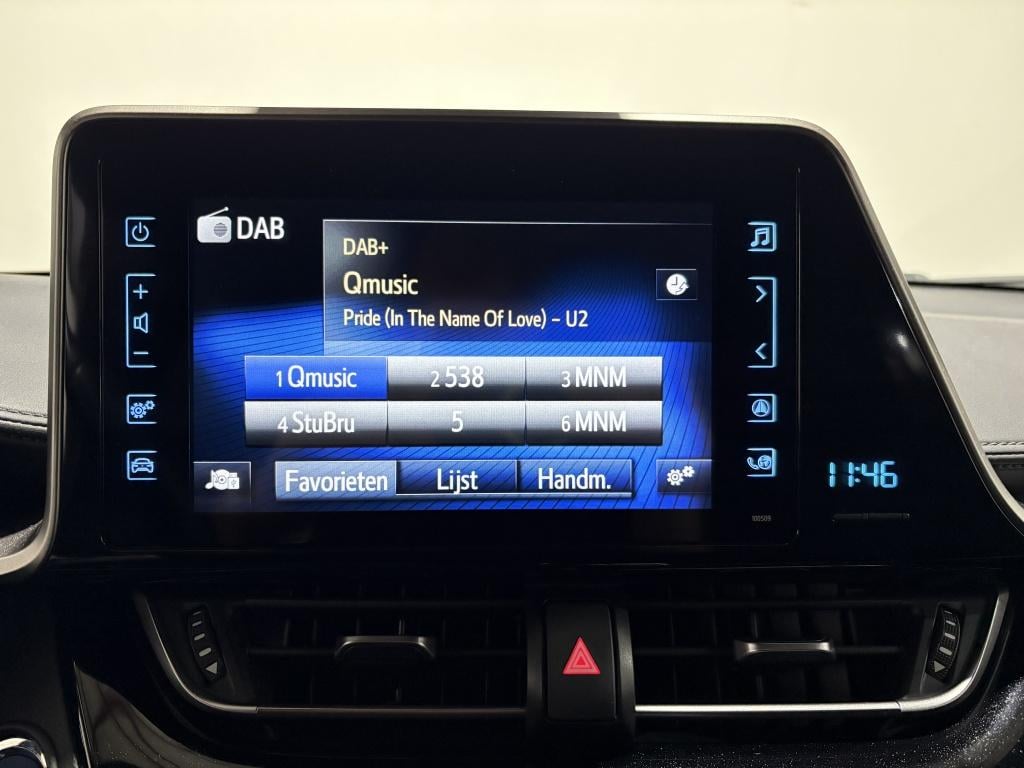 DAB
DAB+
Qmusic
Pride (In The Name Of Love) – U2
1 Qmusic 2 538 3 MNM
4 StuBru 5 6 MNM
Favorieten Lijst Handm.
11:46
100509